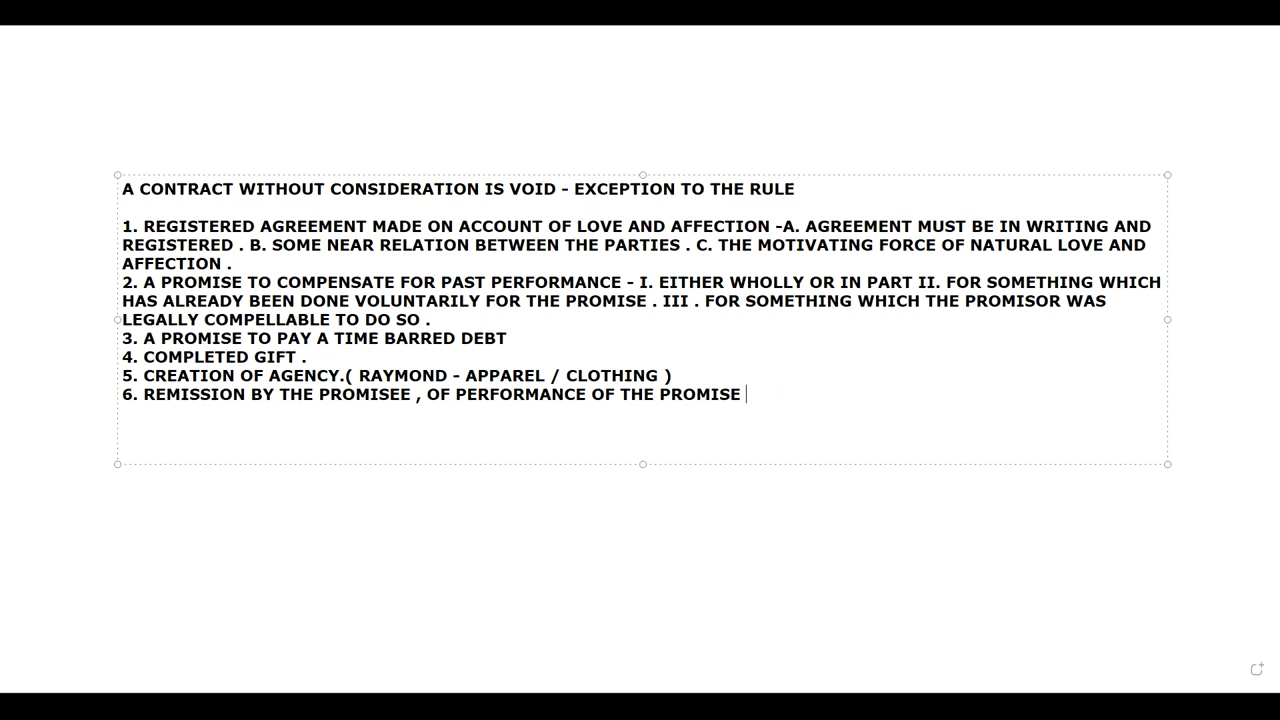 A CONTRACT WITHOUT CONSIDERATION IS VOID - EXCEPTION TO THE RULE
1. REGISTERED AGREEMENT MADE ON ACCOUNT OF LOVE AND AFFECTION -A. AGREEMENT MUST BE IN WRITING AND
REGISTERED . B. SOME NEAR RELATION BETWEEN THE PARTIES . C. THE MOTIVATING FORCE OF NATURAL LOVE AND
AFFECTION .
2. A PROMISE TO COMPENSATE FOR PAST PERFORMANCE - I. EITHER WHOLLY OR IN PART II. FOR SOMETHING WHICH
HAS ALREADY BEEN DONE VOLUNTARILY FOR THE PROMISE . III . FOR SOMETHING WHICH THE PROMISOR WAS
LEGALLY COMPELLABLE TO DO SO .
3. A PROMISE TO PAY A TIME BARRED DEBT
4. COMPLETED GIFT .
5. CREATION OF AGENCY.( RAYMOND - APPAREL / CLOTHING )
6. REMISSION BY THE PROMISEE , OF PERFORMANCE OF THE PROMISE